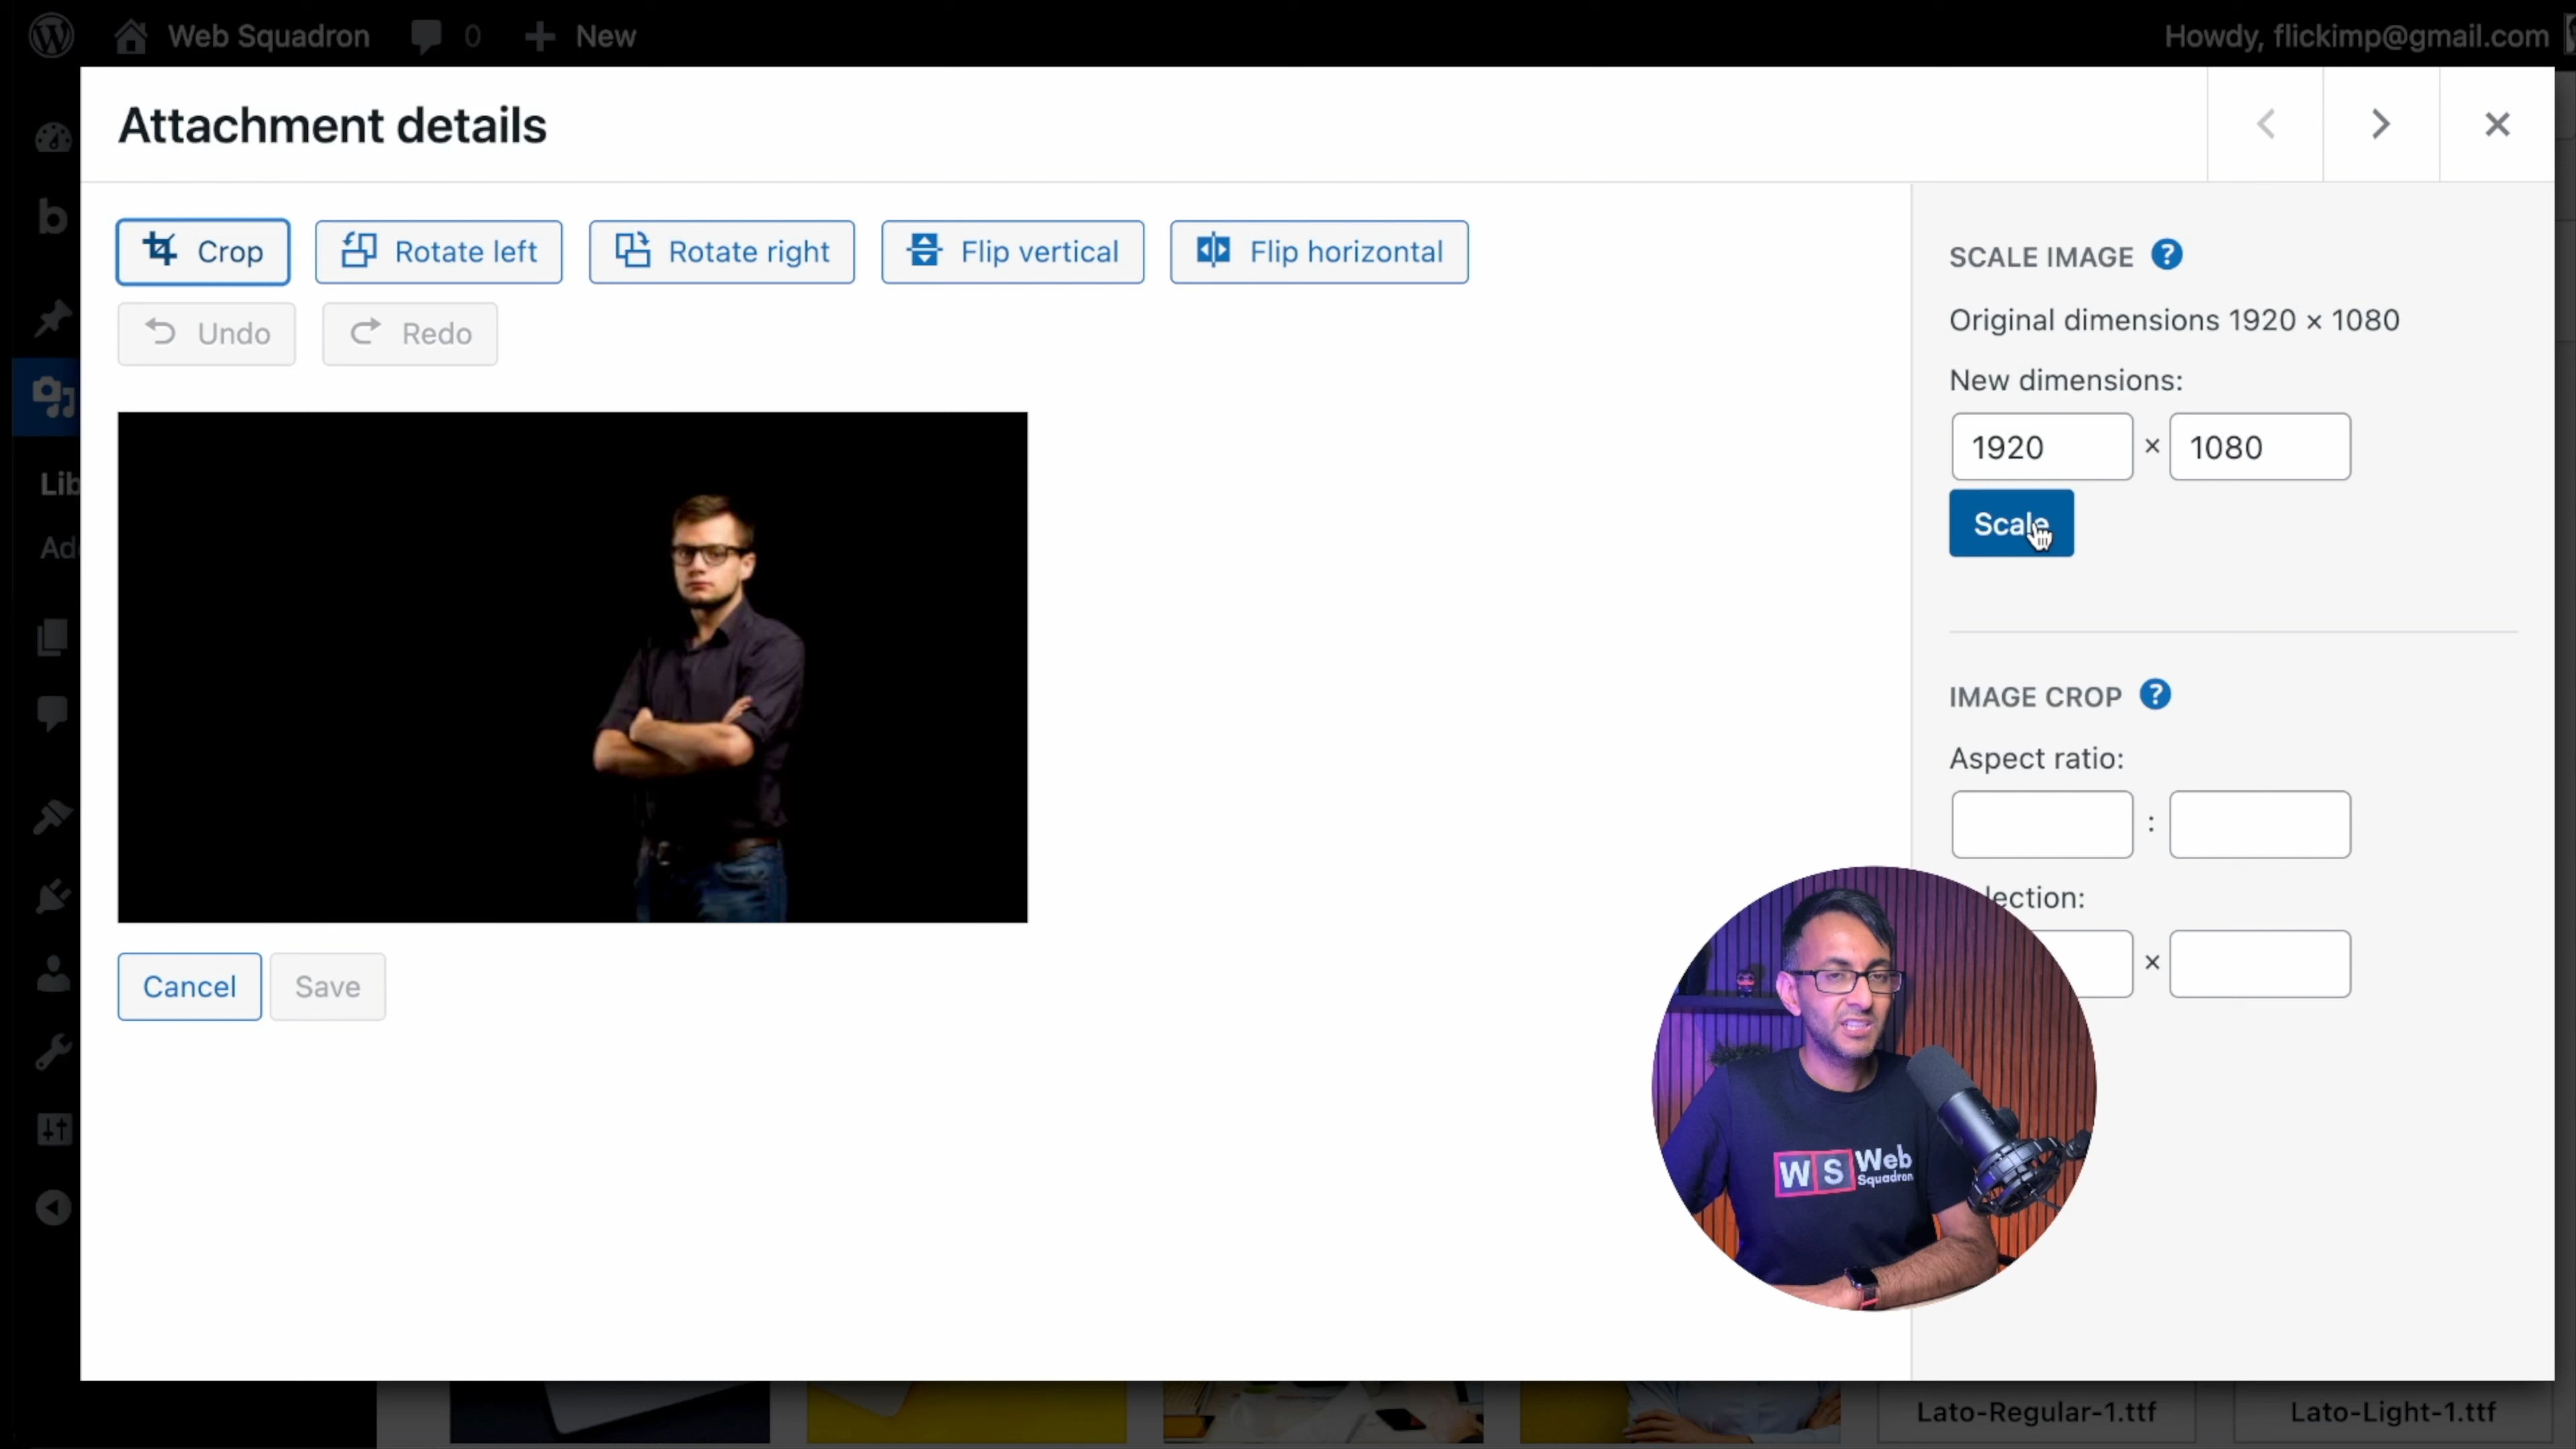 Web Squadron 0 New Howdy, flickimp@gmail.com
Attachment details
Crop Rotate left Rotate right Flip vertical Flip horizontal
Undo Redo
SCALE IMAGE ?
Original dimensions 1920 × 1080
New dimensions:
1920 × 1080
Scale
IMAGE CROP ?
Aspect ratio:
:
lection:
×
Cancel Save
Lib
Ad
b
W S Web
Squadron
Lato-Regular-1.ttf Lato-Light-1.ttf